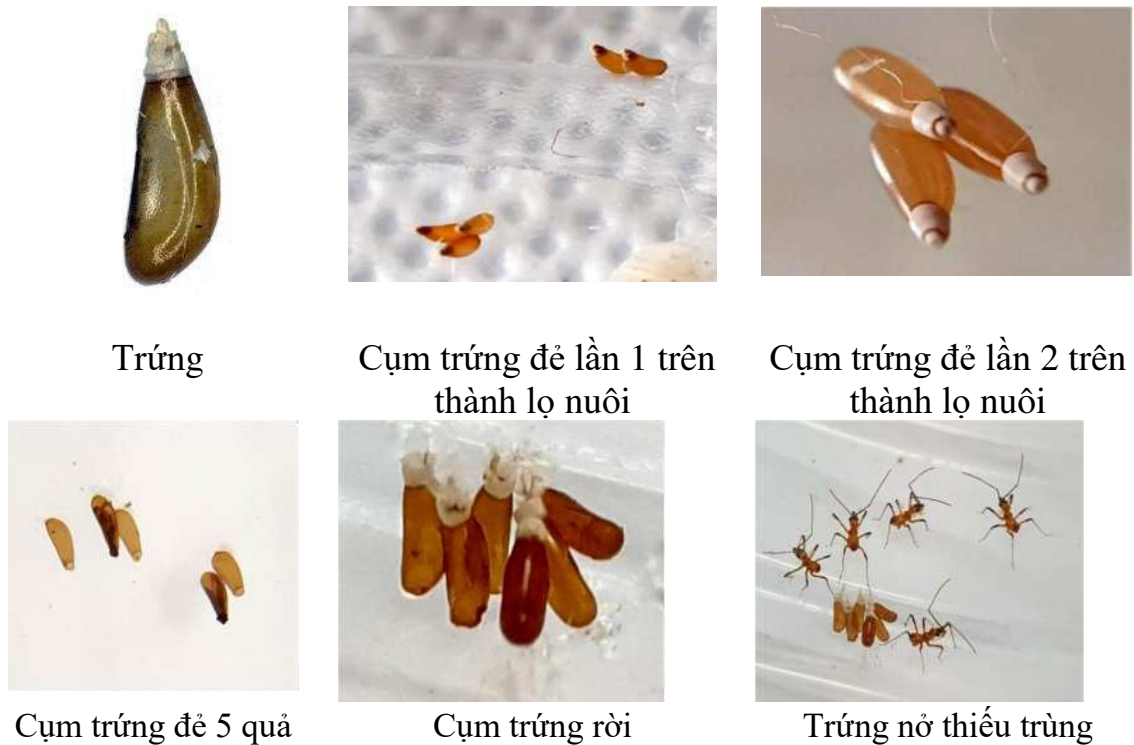 Trứng
Cụm trứng đẻ lần 1 trên
thành lọ nuôi
Cụm trứng đẻ lần 2 trên
thành lọ nuôi
Cụm trứng đẻ 5 quả
Cụm trứng rời
Trứng nở thiếu trùng